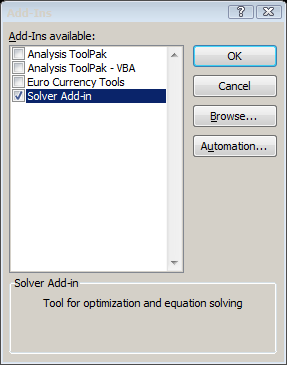 Add-Ins
Add-Ins available:
Analysis ToolPak
Analysis ToolPak - VBA
Euro Currency Tools
Solver Add-in
OK
Cancel
Browse...
Automation...
Solver Add-in
Tool for optimization and equation solving